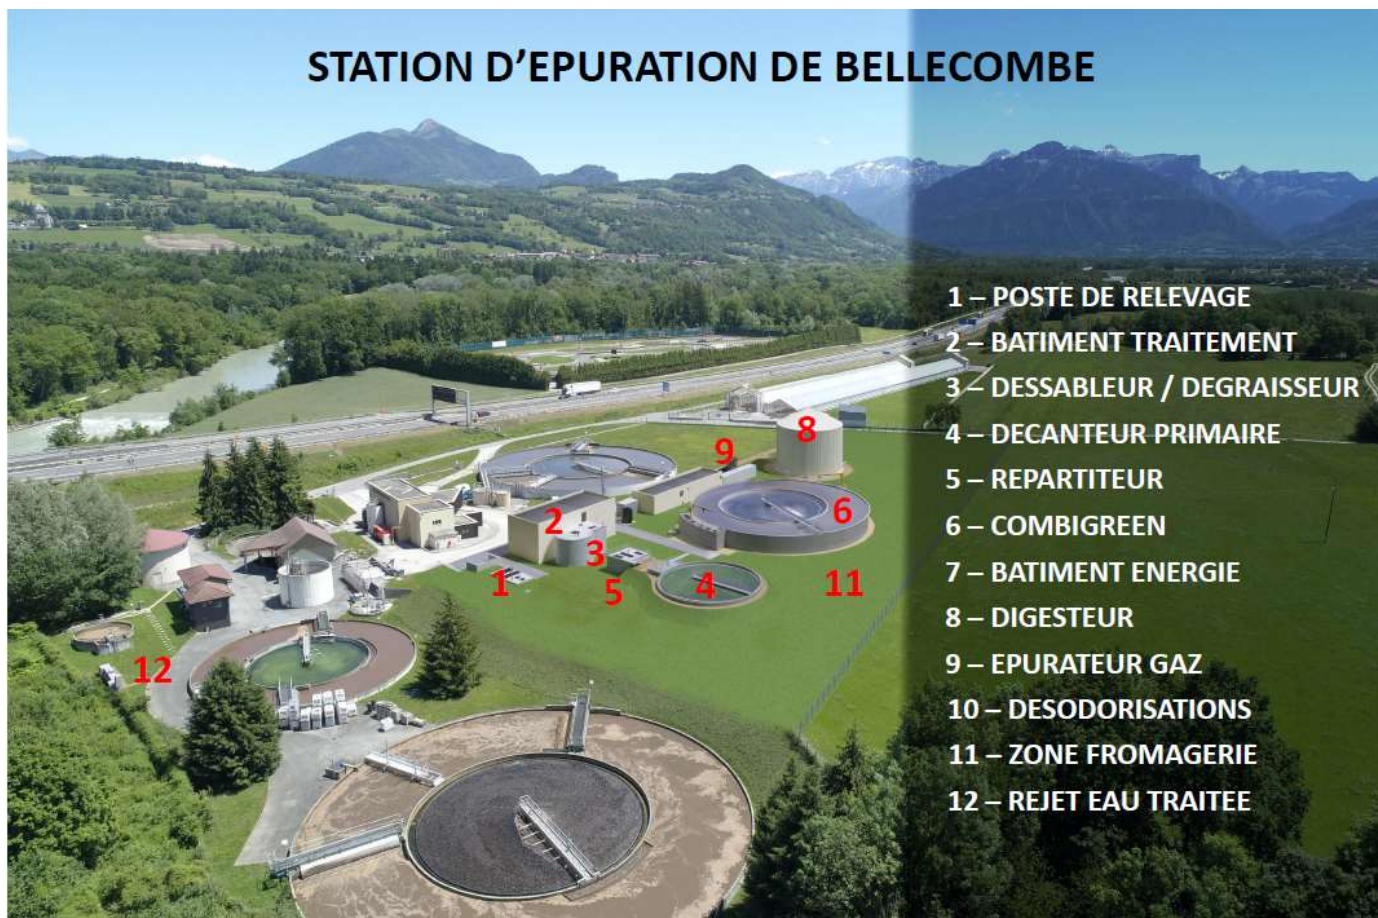 STATION D'EPURATION DE BELLECOMBE
1 – POSTE DE RELEVAGE
2 – BATIMENT TRAITEMENT
3 – DESSABLEUR / DEGRAISSEUR
4 – DECANTEUR PRIMAIRE
5 – REPARTITEUR
6 – COMBIGREEN
7 – BATIMENT ENERGIE
8 – DIGESTEUR
9 – EPURATEUR GAZ
10 – DESODORISATIONS
11 – ZONE FROMAGERIE
12 – REJET EAU TRAITEE
8
9
6
2
3
1
5
4
11
12